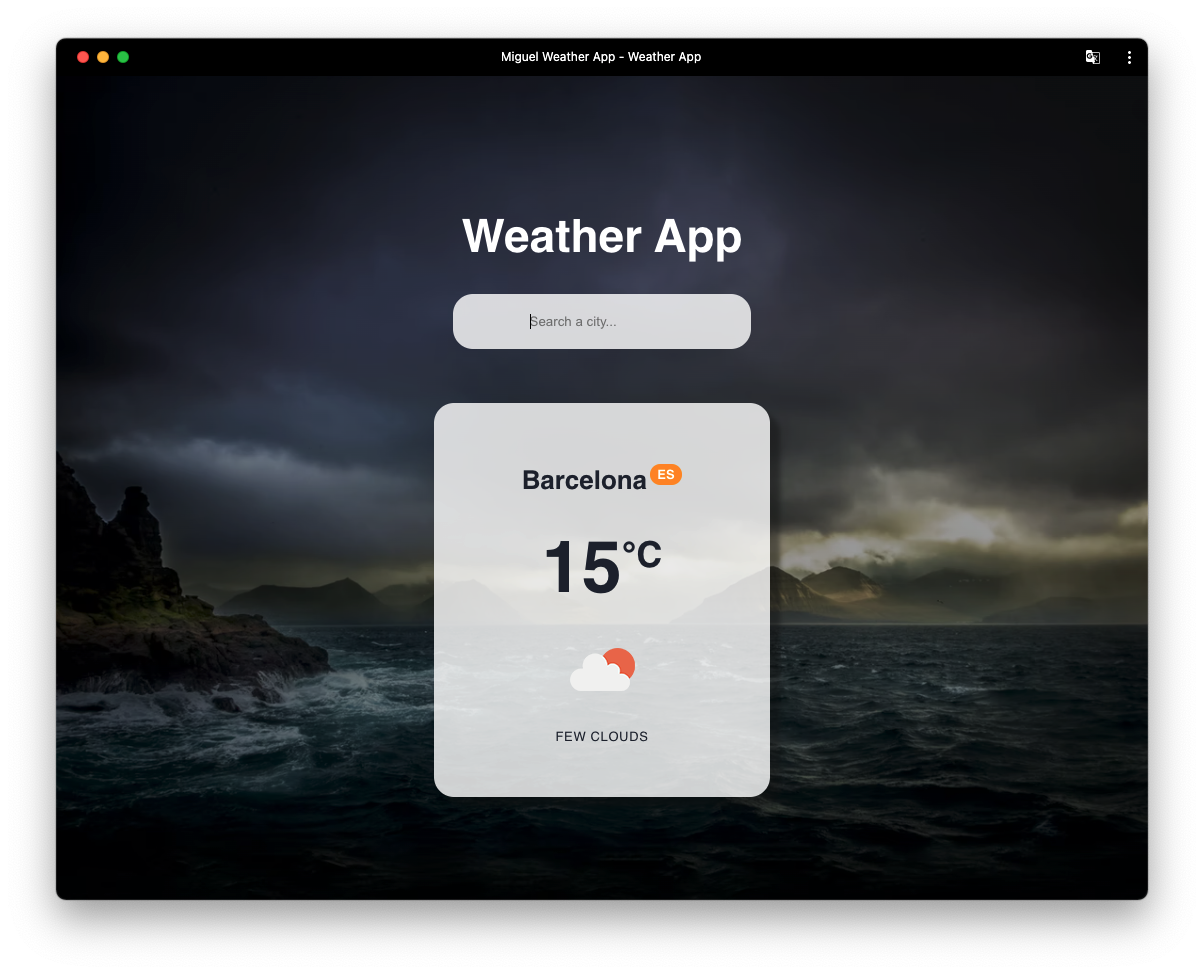 Miguel Weather App - Weather App
Weather App
Search a city...
Barcelona ES
15°C
FEW CLOUDS